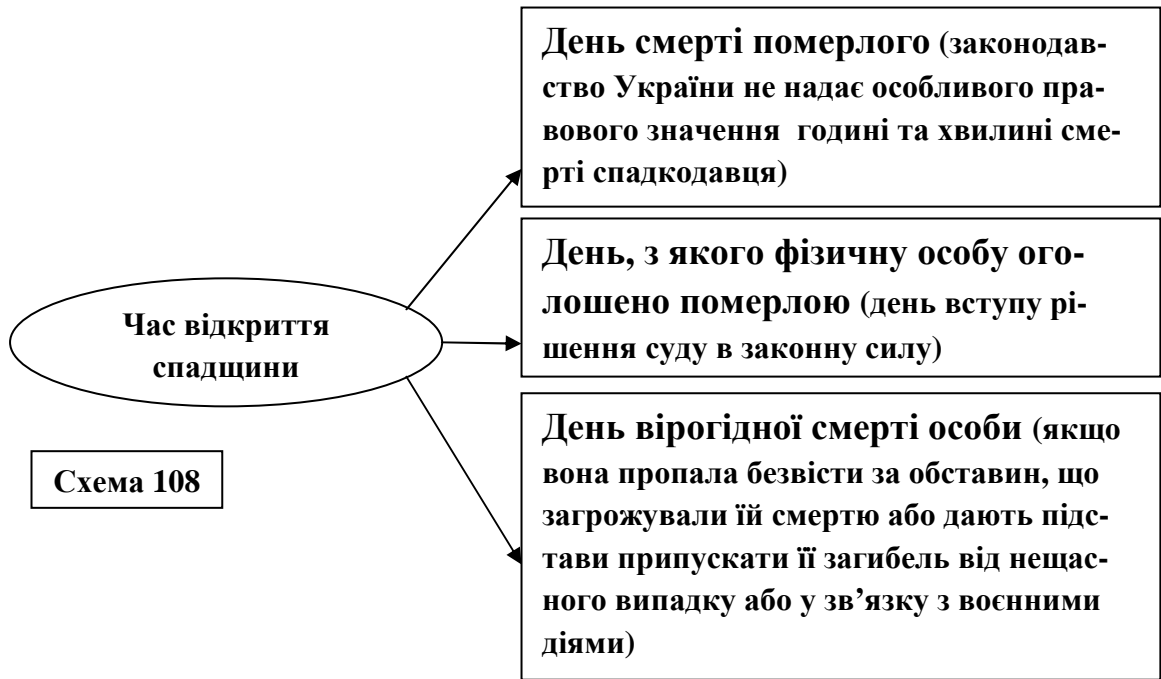 День смерті померлого (законодав-
ство України не надає особливого пра-
вового значення годині та хвилині сме-
рті спадкодавця)
День, з якого фізичну особу ого-
лошено померлою (день вступу рі-
шення суду в законну силу)
Час відкриття
спадщини
День вірогідної смерті особи (якщо
вона пропала безвісти за обставин, що
загрожували їй смертю або дають підс-
тави припускати її загибель від нещас-
ного випадку або у зв’язку з воєнними
діями)
Схема 108